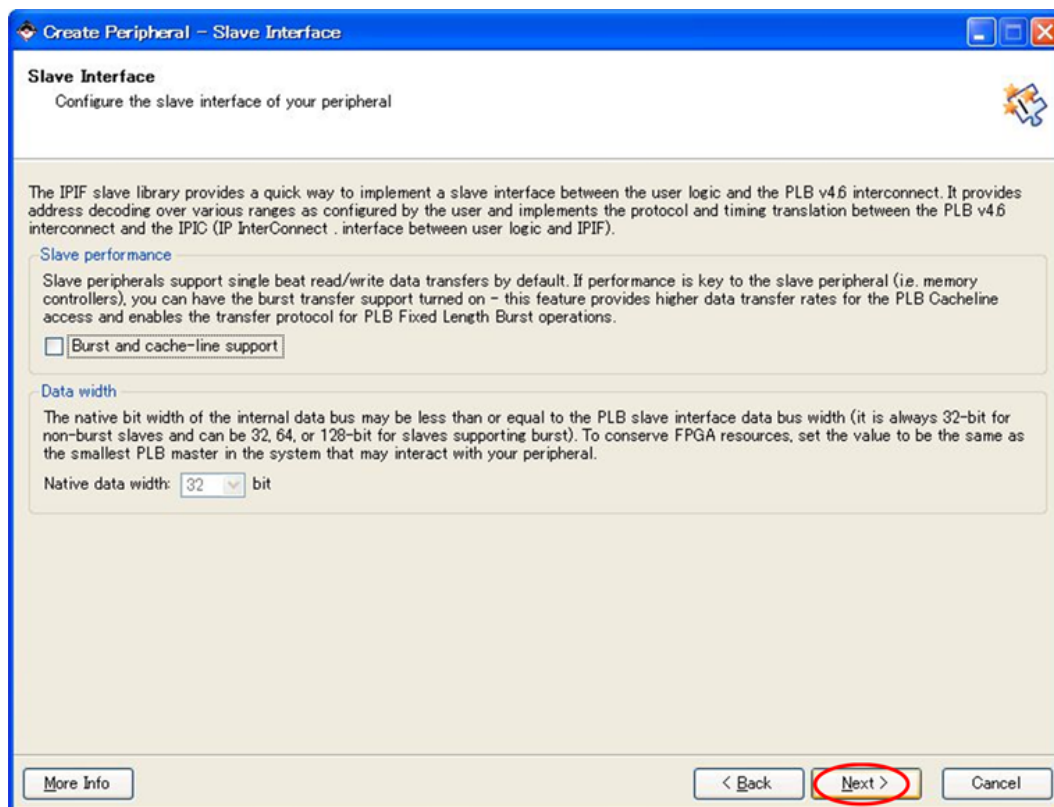 Create Peripheral - Slave Interface
Slave Interface
Configure the slave interface of your peripheral
The IPIF slave library provides a quick way to implement a slave interface between the user logic and the PLB v4.6 interconnect. It provides
address decoding over various ranges as configured by the user and implements the protocol and timing translation between the PLB v4.6
interconnect and the IPIC (IP InterConnect . interface between user logic and IPIF).
Slave performance
Slave peripherals support single beat read/write data transfers by default. If performance is key to the slave peripheral (i.e. memory
controllers), you can have the burst transfer support turned on - this feature provides higher data transfer rates for the PLB Cacheline
access and enables the transfer protocol for PLB Fixed Length Burst operations.
Burst and cache-line support
Data width
The native bit width of the internal data bus may be less than or equal to the PLB slave interface data bus width (it is always 32-bit for
non-burst slaves and can be 32, 64, or 128-bit for slaves supporting burst). To conserve FPGA resources, set the value to be the same as
the smallest PLB master in the system that may interact with your peripheral.
Native data width: 32 bit
More Info < Back Next > Cancel